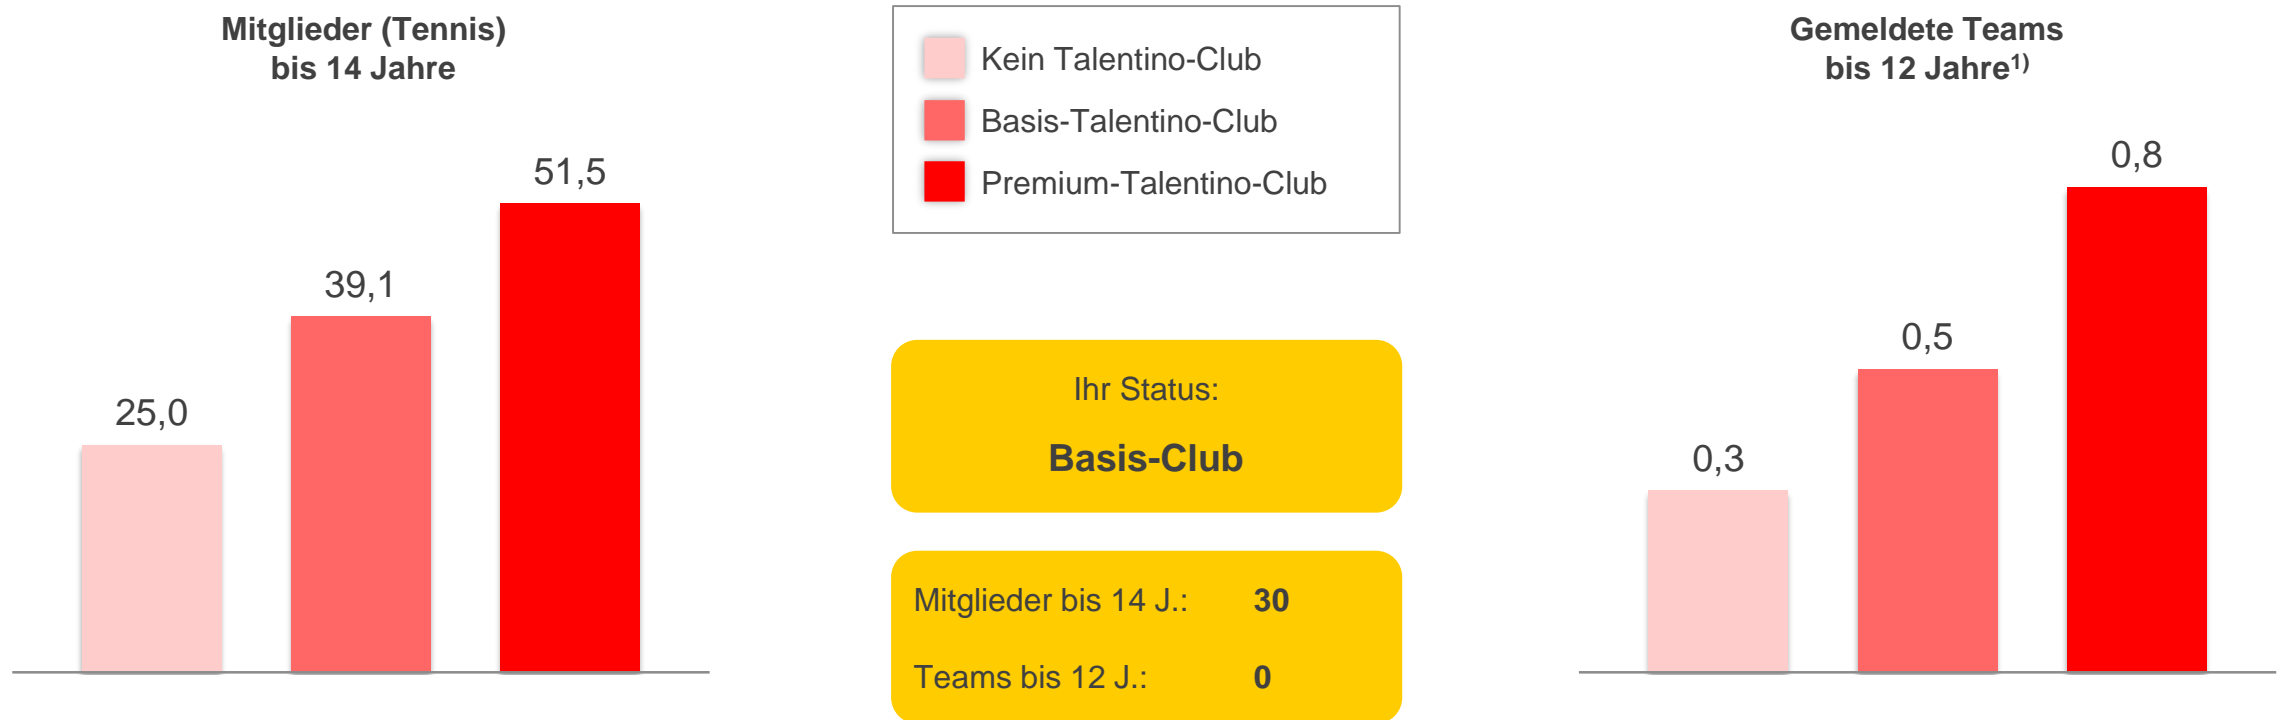 Mitglieder (Tennis)
bis 14 Jahre
51,5
39,1
25,0
Kein Talentino-Club
Basis-Talentino-Club
Premium-Talentino-Club
Ihr Status:
Basis-Club
Mitglieder bis 14 J.: 30
Teams bis 12 J.: 0
Gemeldete Teams
bis 12 Jahre¹⁾
0,8
0,5
0,3